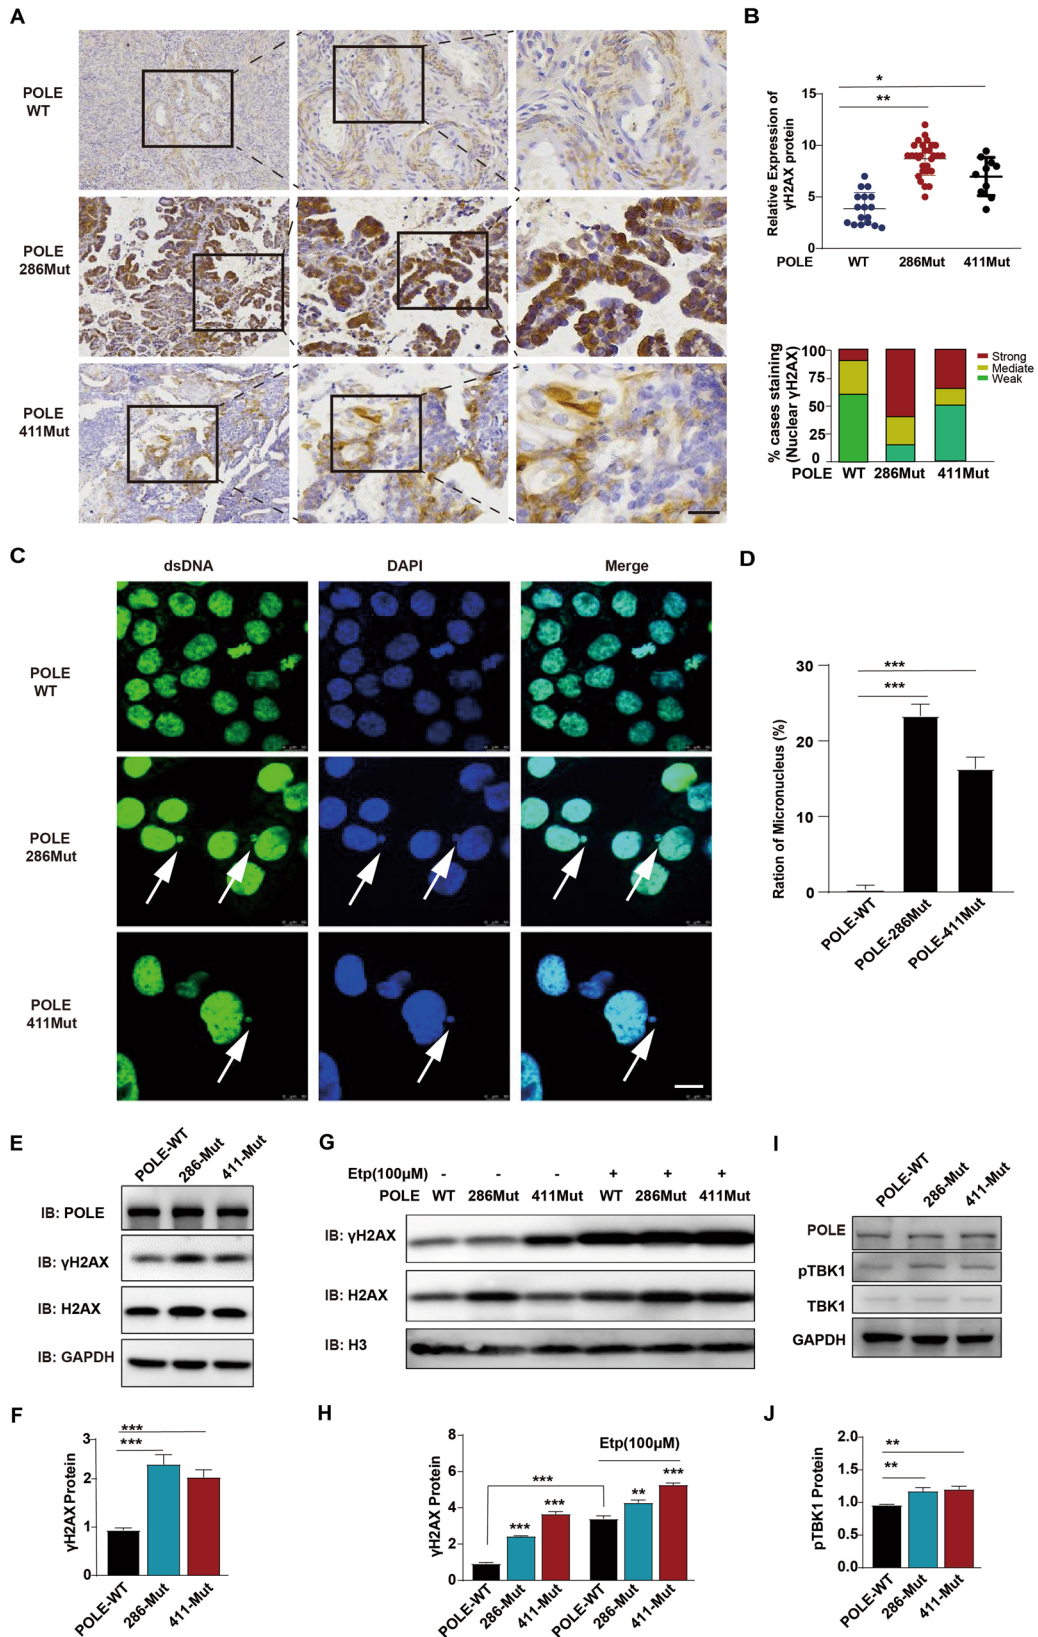 A
POLE
WT
POLE
286Mut
POLE
411Mut
B
Relative Expression of
γH2AX protein
15
10
5
0
*
**
POLE WT 286Mut 411Mut
% cases staining
(Nuclear γH2AX)
100
75
50
25
0
Strong
Mediate
Weak
POLE WT 286Mut 411Mut
C
dsDNA DAPI Merge
POLE
WT
POLE
286Mut
POLE
411Mut
D
Ration of Micronucleus (%)
30
20
10
0
***
***
POLE-WT
POLE-286Mut
POLE-411Mut
E
POLE-WT
286-Mut
411-Mut
IB: POLE
IB: γH2AX
IB: H2AX
IB: GAPDH
F
γH2AX Protein
3
2
1
0
***
***
POLE-WT
286-Mut
411-Mut
G
Etp(100μM) - - - + + +
POLE WT 286Mut 411Mut WT 286Mut 411Mut
IB: γH2AX
IB: H2AX
IB: H3
H
γH2AX Protein
8
6
4
2
0
Etp(100μM)
***
***
***
**
***
POLE-WT
286-Mut
411-Mut
POLE-WT
286-Mut
411-Mut
I
POLE-WT
286-Mut
411-Mut
POLE
pTBK1
TBK1
GAPDH
J
pTBK1 Protein
2.0
1.5
1.0
0.5
0.0
**
**
POLE-WT
286-Mut
411-Mut